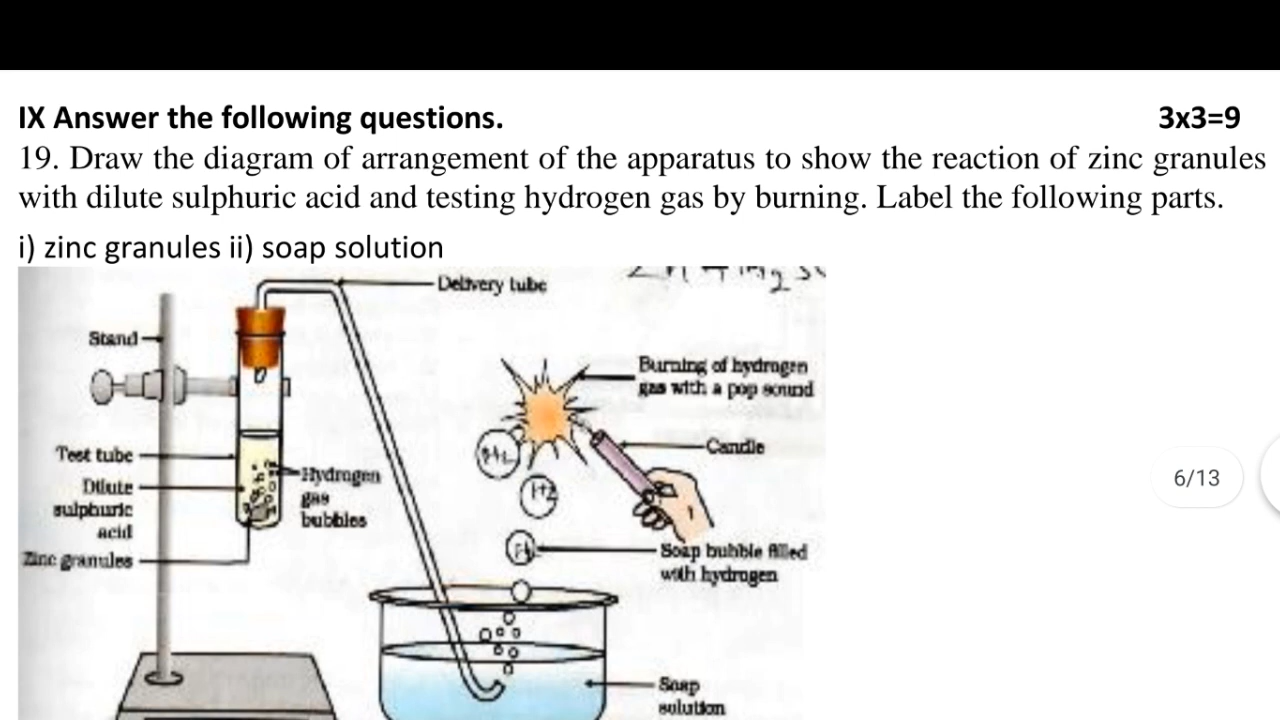 IX Answer the following questions. 3x3=9
19. Draw the diagram of arrangement of the apparatus to show the reaction of zinc granules
with dilute sulphuric acid and testing hydrogen gas by burning. Label the following parts.
i) zinc granules ii) soap solution
Delivery tube
Stand
Burning of hydrogen
gas with a pop sound
Candle
Test tube
Dilute
sulphuric
acid
Zinc granules
Hydrogen
gas
bubbles
H2
H2
Soap bubble filled
with hydrogen
Soap
solution
6/13